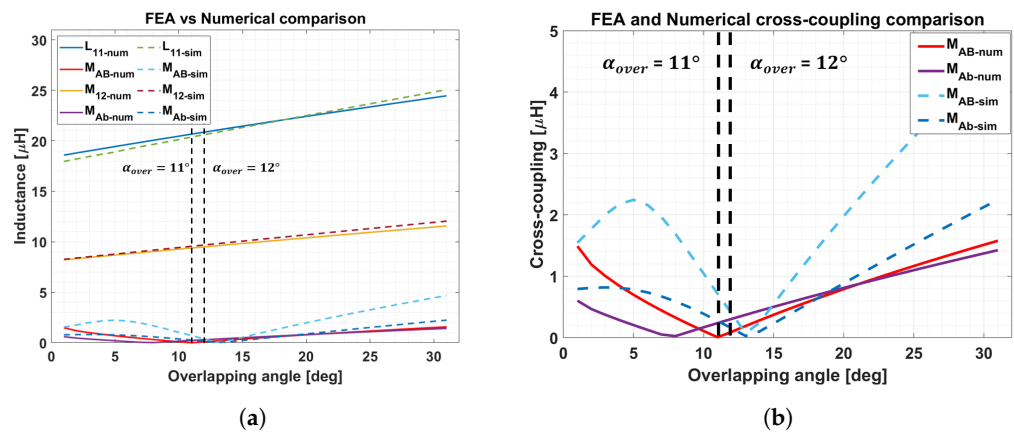 FEA vs Numerical comparison
Inductance [μH]
30
25
20
15
10
5
0
L11-num
L11-sim
MAB-num
MAB-sim
M12-num
M12-sim
MAb-num
MAb-sim
αover = 11°
αover = 12°
0 5 10 15 20 25 30
Overlapping angle [deg]
(a)
FEA and Numerical cross-coupling comparison
Cross-coupling [μH]
5
4
3
2
1
0
αover = 11°
αover = 12°
MAB-num
MAb-num
MAB-sim
MAb-sim
0 5 10 15 20 25 30
Overlapping angle [deg]
(b)